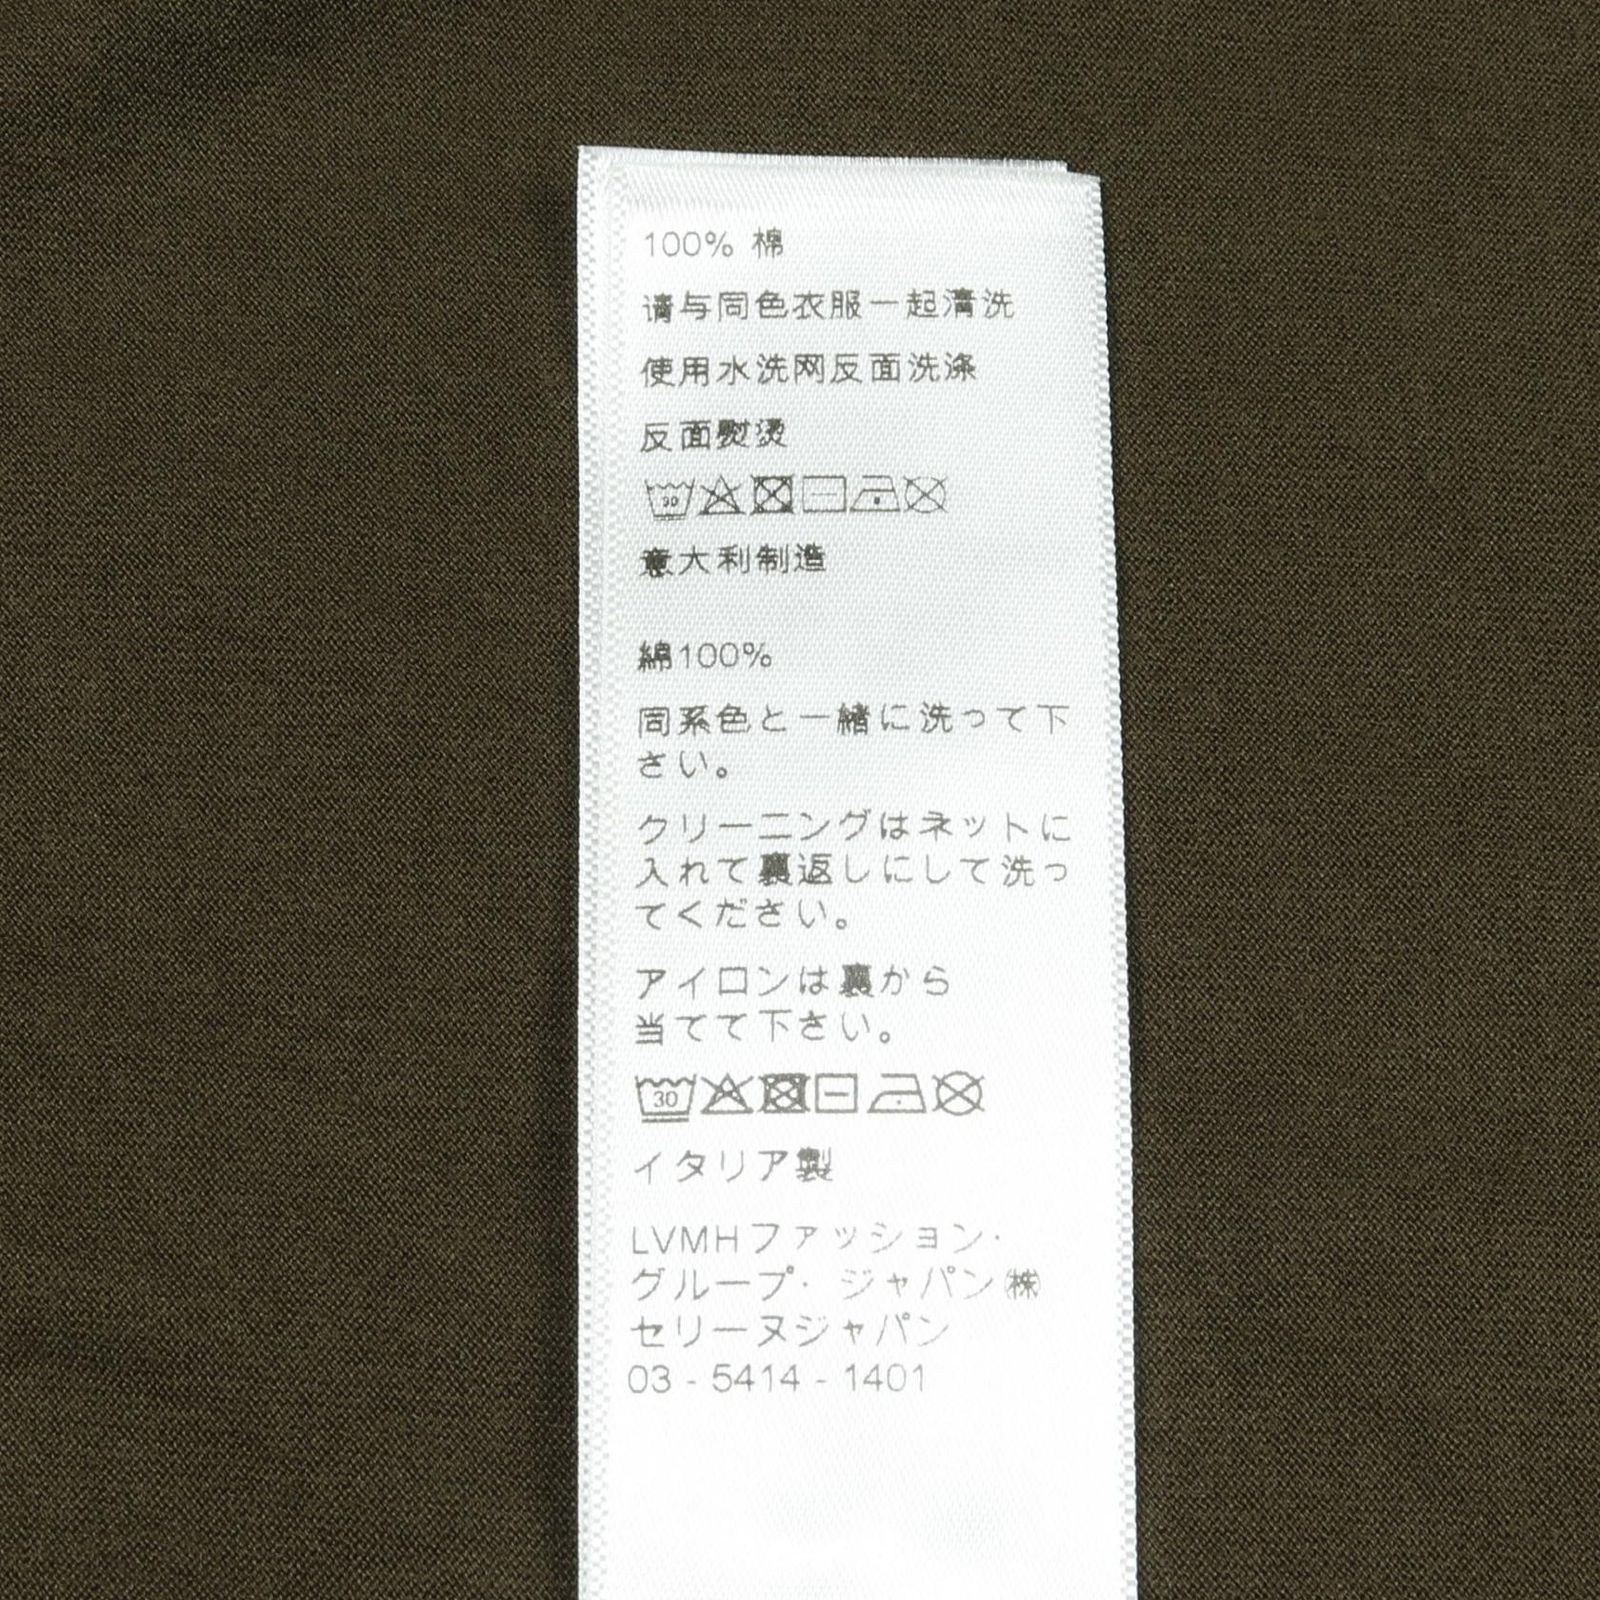 100% 棉
请与同色衣服一起清洗
使用水洗网反面洗涤
反面熨烫
30
意大利制造
綿100%
同系色と一緒に洗って下
さい。
クリーニングはネットに
入れて裏返しにして洗っ
てください。
アイロンは裏から
当てて下さい。
30
イタリア製
LVMHファッション·
グループ· ジャパン㈱
セリーヌジャパン
03 - 5414 - 1401